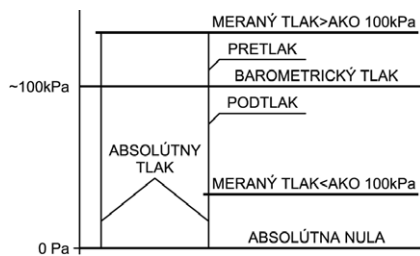 MERANÝ TLAK>AKO 100kPa
PRETLAK
~100kPa
BAROMETRICKÝ TLAK
PODTLAK
ABSOLÚTNY
TLAK
MERANÝ TLAK<AKO 100kPa
0 Pa
ABSOLÚTNA NULA